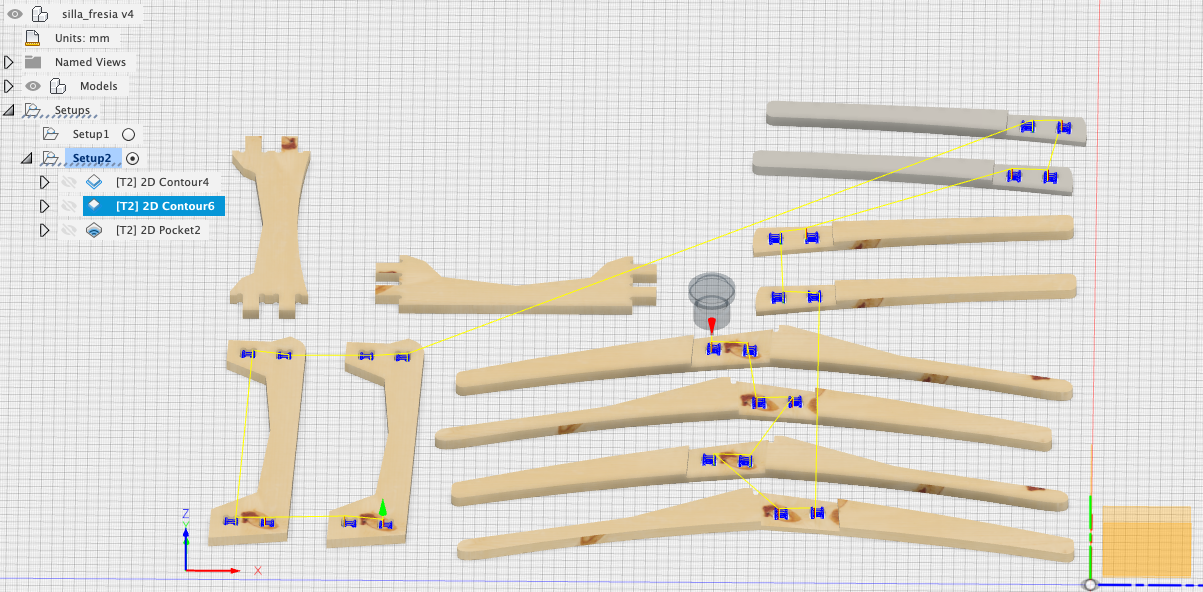 silla_fresia v4
Units: mm
Named Views
Models
Setups
Setup1
Setup2
[T2] 2D Contour4
[T2] 2D Contour6
[T2] 2D Pocket2
Z
Y
X